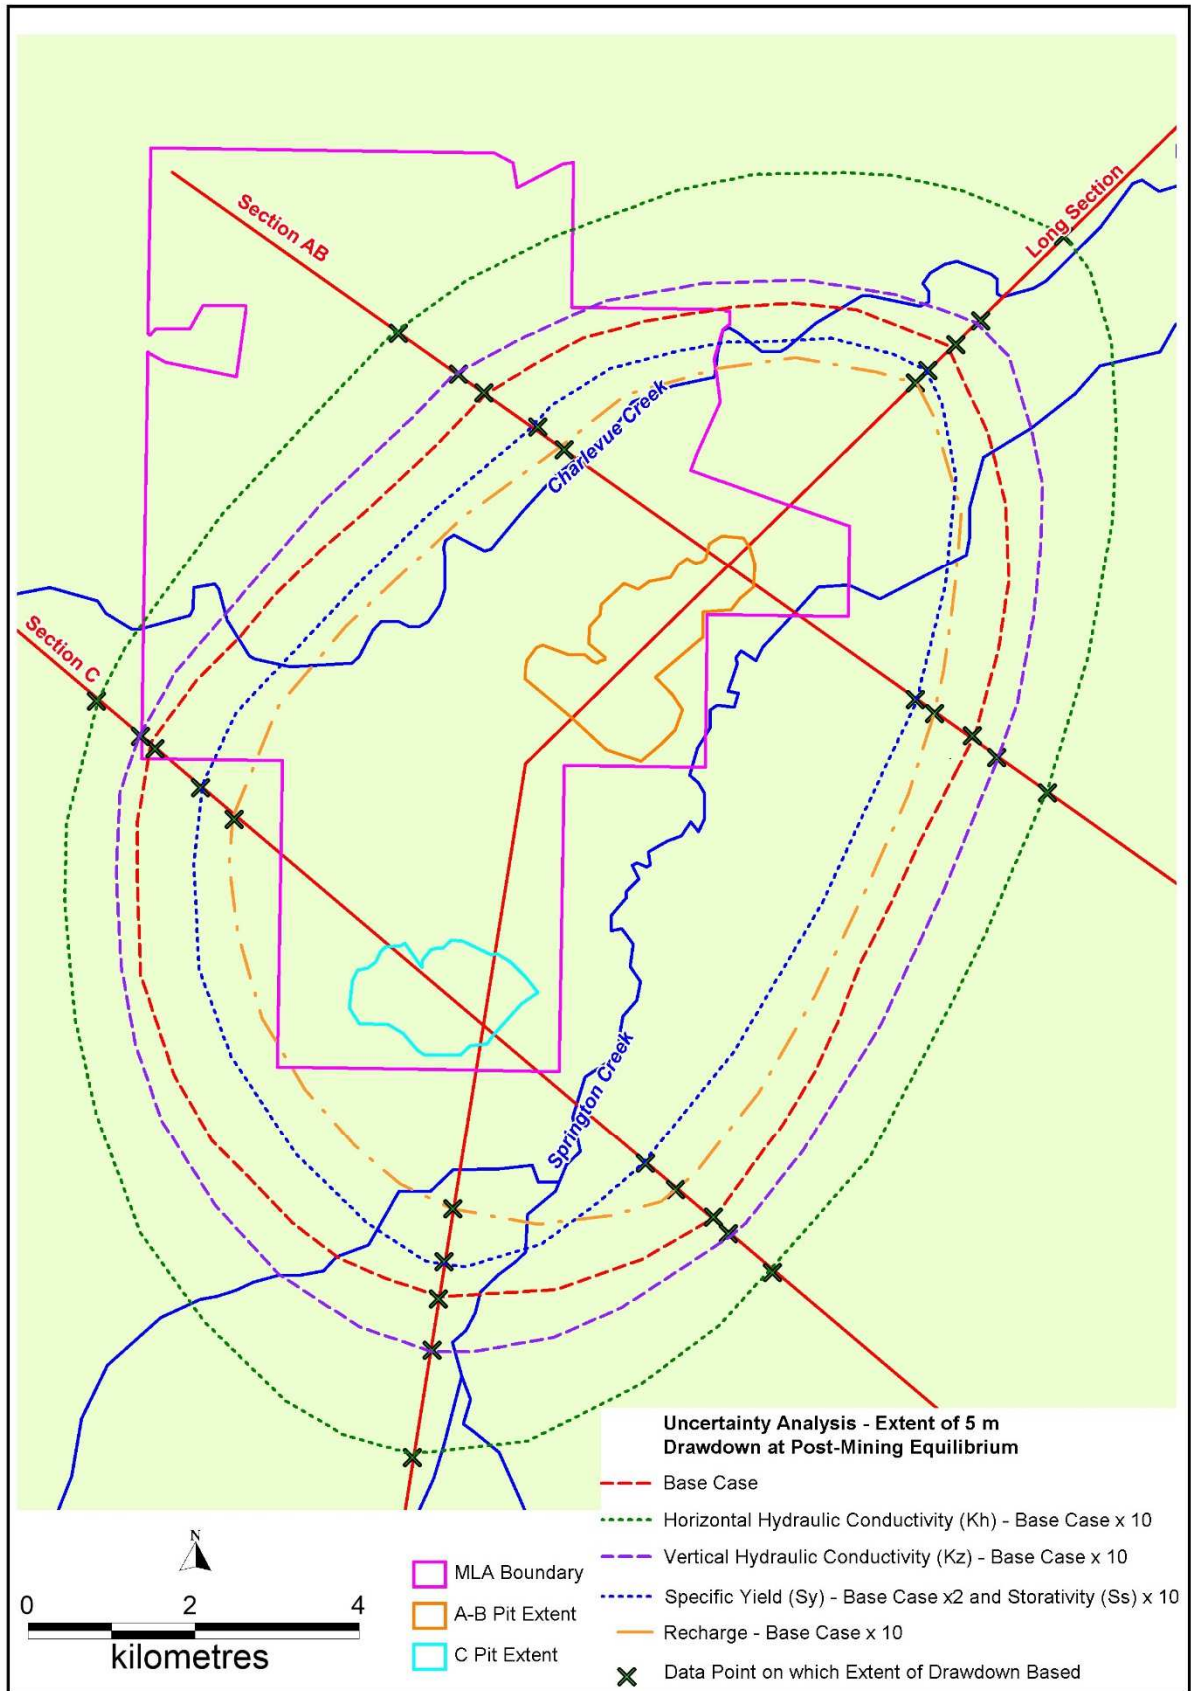 Section AB
Long Section
Charlevue Creek
Section C
Springton Creek
Uncertainty Analysis - Extent of 5 m
Drawdown at Post-Mining Equilibrium
Base Case
Horizontal Hydraulic Conductivity (Kh) - Base Case x 10
Vertical Hydraulic Conductivity (Kz) - Base Case x 10
Specific Yield (Sy) - Base Case x2 and Storativity (Ss) x 10
Recharge - Base Case x 10
Data Point on which Extent of Drawdown Based
N
0 2 4
kilometres
MLA Boundary
A-B Pit Extent
C Pit Extent